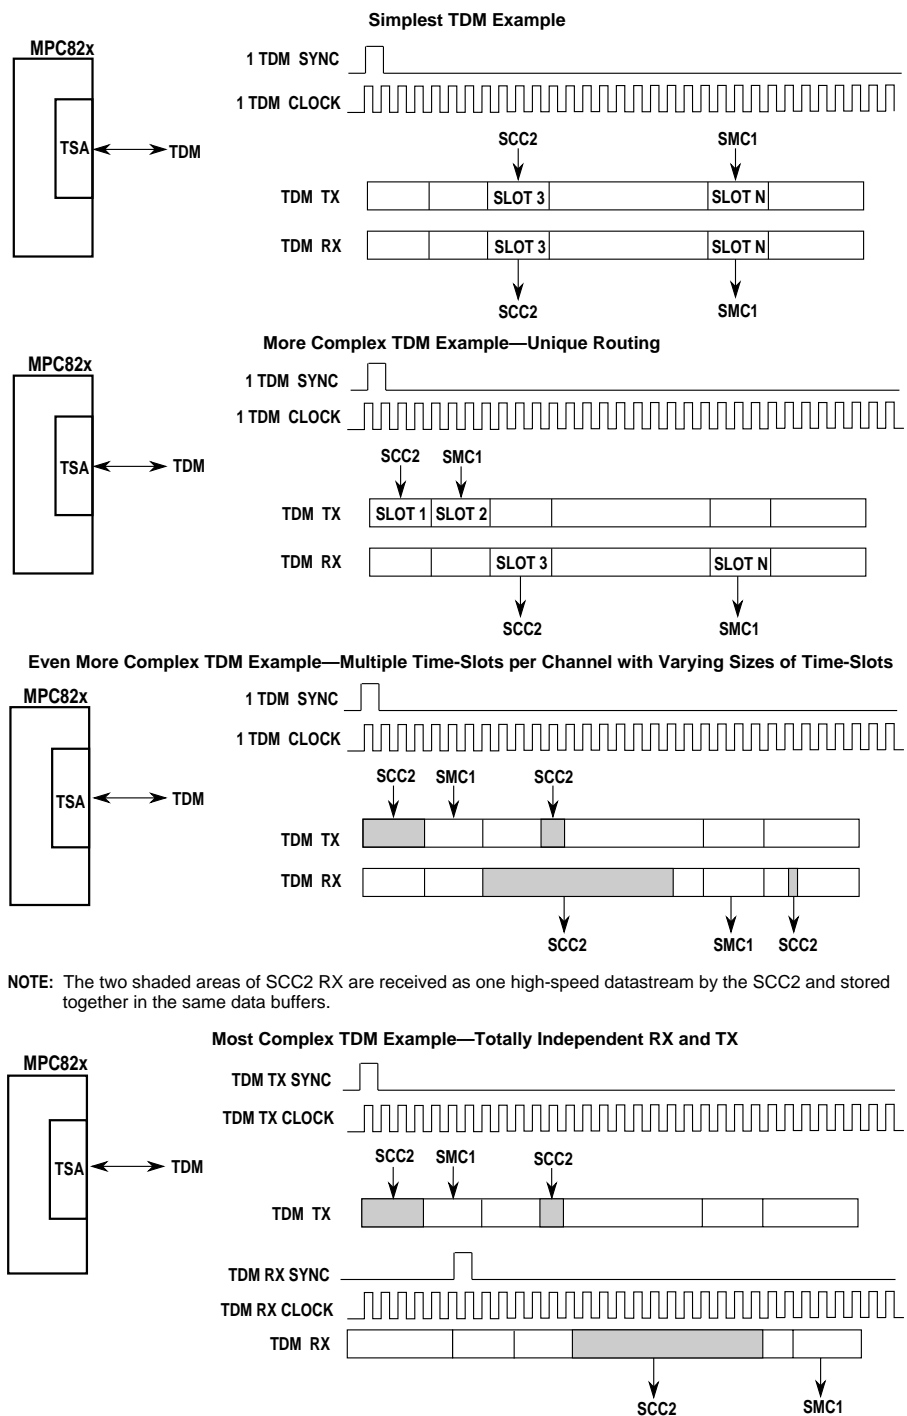 Simplest TDM Example
MPC82x
1 TDM SYNC
1 TDM CLOCK
TSA
TDM
SCC2 SMC1
TDM TX SLOT 3 SLOT N
TDM RX SLOT 3 SLOT N
SCC2 SMC1
More Complex TDM Example—Unique Routing
MPC82x
1 TDM SYNC
1 TDM CLOCK
TSA
TDM
SCC2 SMC1
TDM TX SLOT 1 SLOT 2
TDM RX SLOT 3 SLOT N
SCC2 SMC1
Even More Complex TDM Example—Multiple Time-Slots per Channel with Varying Sizes of Time-Slots
MPC82x
1 TDM SYNC
1 TDM CLOCK
TSA
TDM
SCC2 SMC1 SCC2
TDM TX
TDM RX
SCC2 SMC1 SCC2
NOTE: The two shaded areas of SCC2 RX are received as one high-speed datastream by the SCC2 and stored
together in the same data buffers.
Most Complex TDM Example—Totally Independent RX and TX
MPC82x
TDM TX SYNC
TDM TX CLOCK
TSA
TDM
SCC2 SMC1 SCC2
TDM TX
TDM RX SYNC
TDM RX CLOCK
TDM RX
SCC2 SMC1